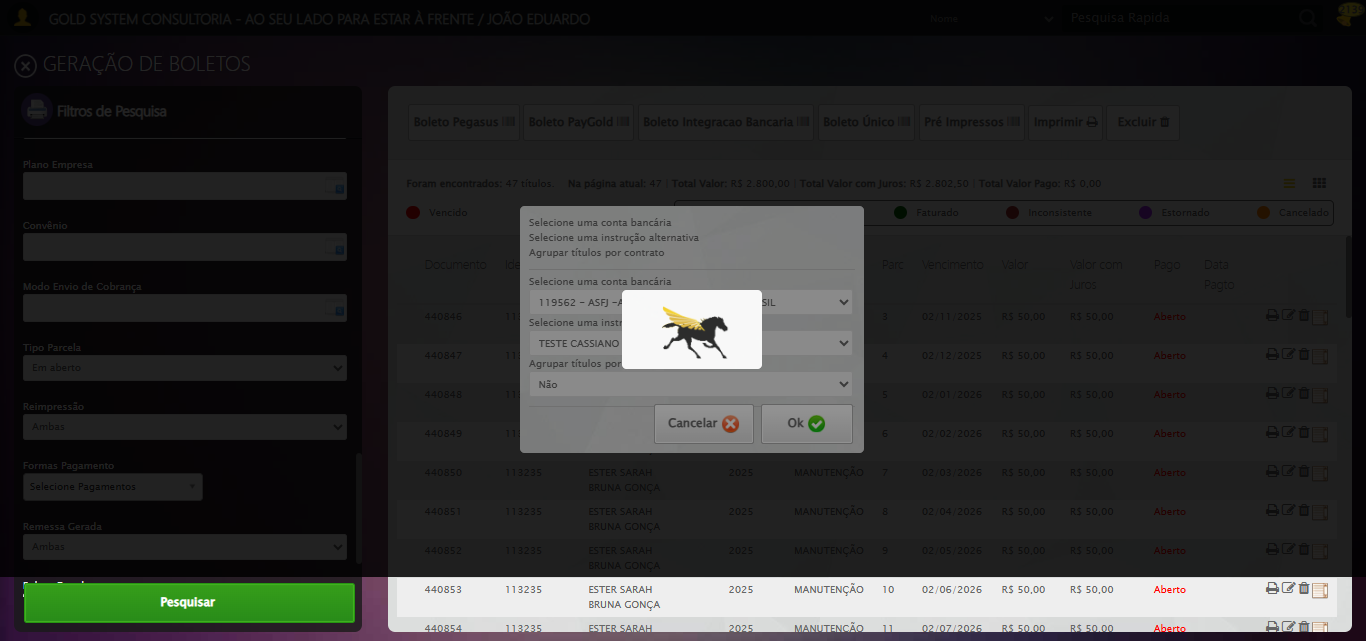 GOLD SYSTEM CONSULTORIA - AO SEU LADO PARA ESTAR À FRENTE / JOÃO EDUARDO
Nome
Pesquisa Rapida
GERAÇÃO DE BOLETOS
Filtros de Pesquisa
Plano Empresa
Convênio
Modo Envio de Cobrança
Tipo Parcela
Em aberto
Reimpressão
Ambas
Formas Pagamento
Selecione Pagamentos
Remessa Gerada
Ambas
Pesquisar
Boleto Pegasus
Boleto PayGold
Boleto Integracao Bancaria
Boleto Único
Pré Impressos
Imprimir
Excluir
Foram encontrados: 47 títulos. Na página atual: 47 | Total Valor: R$ 2.800,00 | Total Valor com Juros: R$ 2.802,50 | Total Valor Pago: R$ 0,00
Vencido
Faturado
Inconsistente
Estornado
Cancelado
Selecione uma conta bancária
Selecione uma instrução alternativa
Agrupar títulos por contrato
Selecione uma conta bancária
119562 - ASFJ -
Selecione uma
TESTE CASSIANO
Agrupar títulos por
Não
Cancelar
Ok
Documento Parc Vencimento Valor Valor com Juros Pago Data Pagto
440846 3 02/11/2025 R$ 50,00 R$ 50,00 Aberto
440847 4 02/12/2025 R$ 50,00 R$ 50,00 Aberto
440848 5 02/01/2026 R$ 50,00 R$ 50,00 Aberto
440849 6 02/02/2026 R$ 50,00 R$ 50,00 Aberto
440850 113235 ESTER SARAH 2025 MANUTENÇÃO 7 02/03/2026 R$ 50,00 R$ 50,00 Aberto
BRUNA GONÇA
440851 113235 ESTER SARAH 2025 MANUTENÇÃO 8 02/04/2026 R$ 50,00 R$ 50,00 Aberto
BRUNA GONÇA
440852 113235 ESTER SARAH 2025 MANUTENÇÃO 9 02/05/2026 R$ 50,00 R$ 50,00 Aberto
BRUNA GONÇA
440853 113235 ESTER SARAH 2025 MANUTENÇÃO 10 02/06/2026 R$ 50,00 R$ 50,00 Aberto
BRUNA GONÇA
440854 113235 ESTER SARAH 2025 MANUTENÇÃO 11 02/07/2026 R$ 50,00 R$ 50,00 Aberto